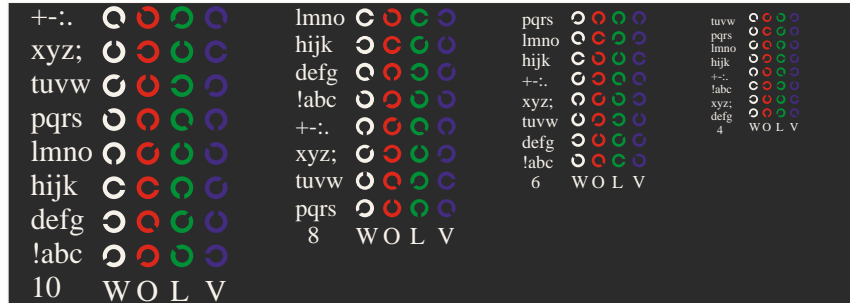 +-:.
xyz;
tuvw
pqrs
lmno
hijk
defg
!abc
10 W O L V
lmno
hijk
defg
!abc
+-:.
xyz;
tuvw
pqrs
8 W O L V
pqrs
lmno
hijk
+-:.
xyz;
tuvw
defg
!abc
6 W O L V
tuvw
pqrs
lmno
hijk
+-:.
!abc
xyz;
defg
4 W O L V